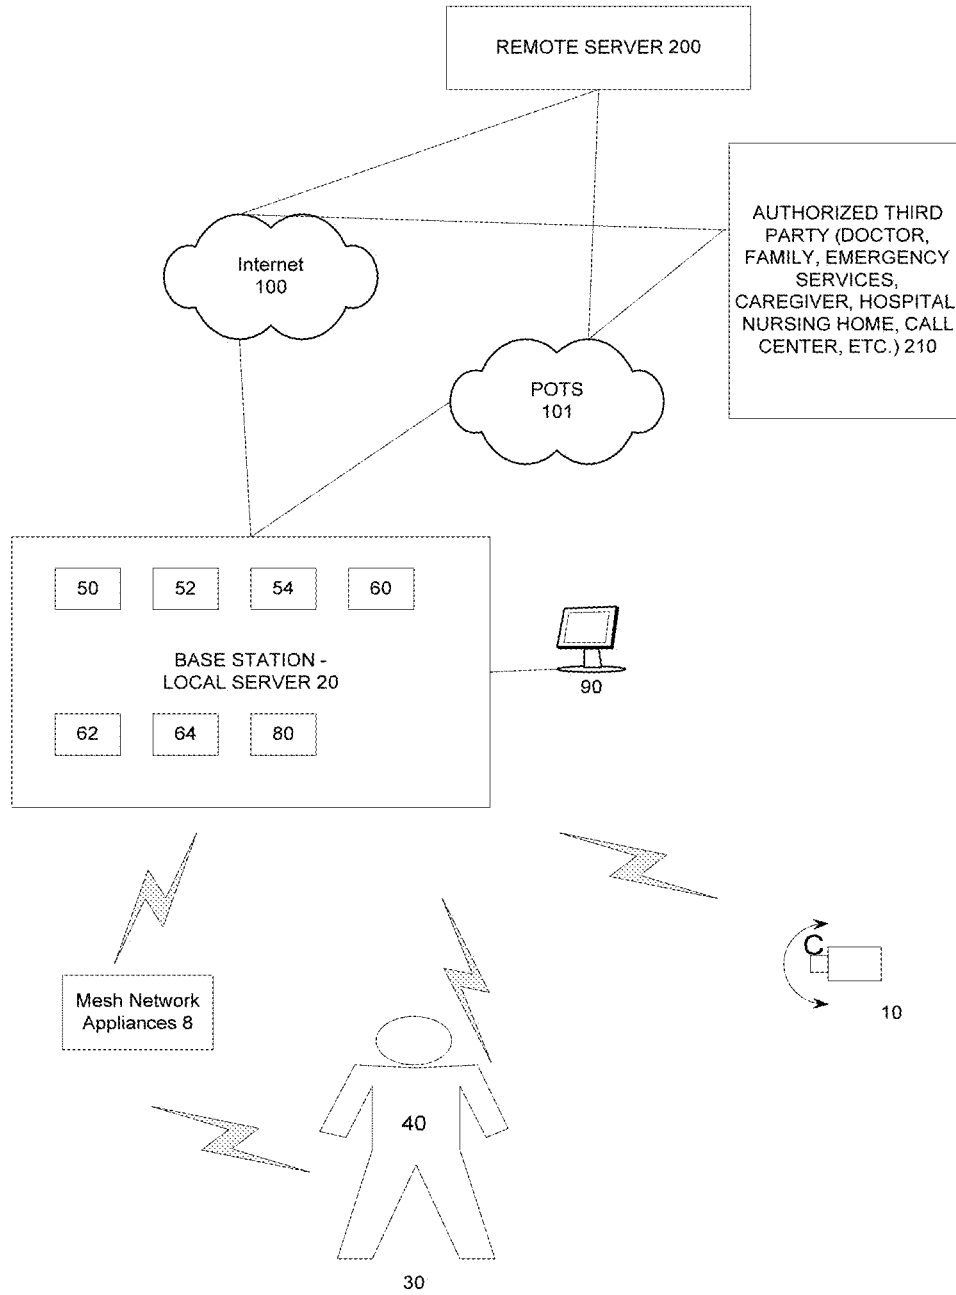 REMOTE SERVER 200
AUTHORIZED THIRD
PARTY (DOCTOR,
FAMILY, EMERGENCY
SERVICES,
CAREGIVER, HOSPITAL,
NURSING HOME, CALL
CENTER, ETC.) 210
Internet
100
POTS
101
50
52
54
60
BASE STATION -
LOCAL SERVER 20
62
64
80
90
Mesh Network
Appliances 8
C
10
40
30